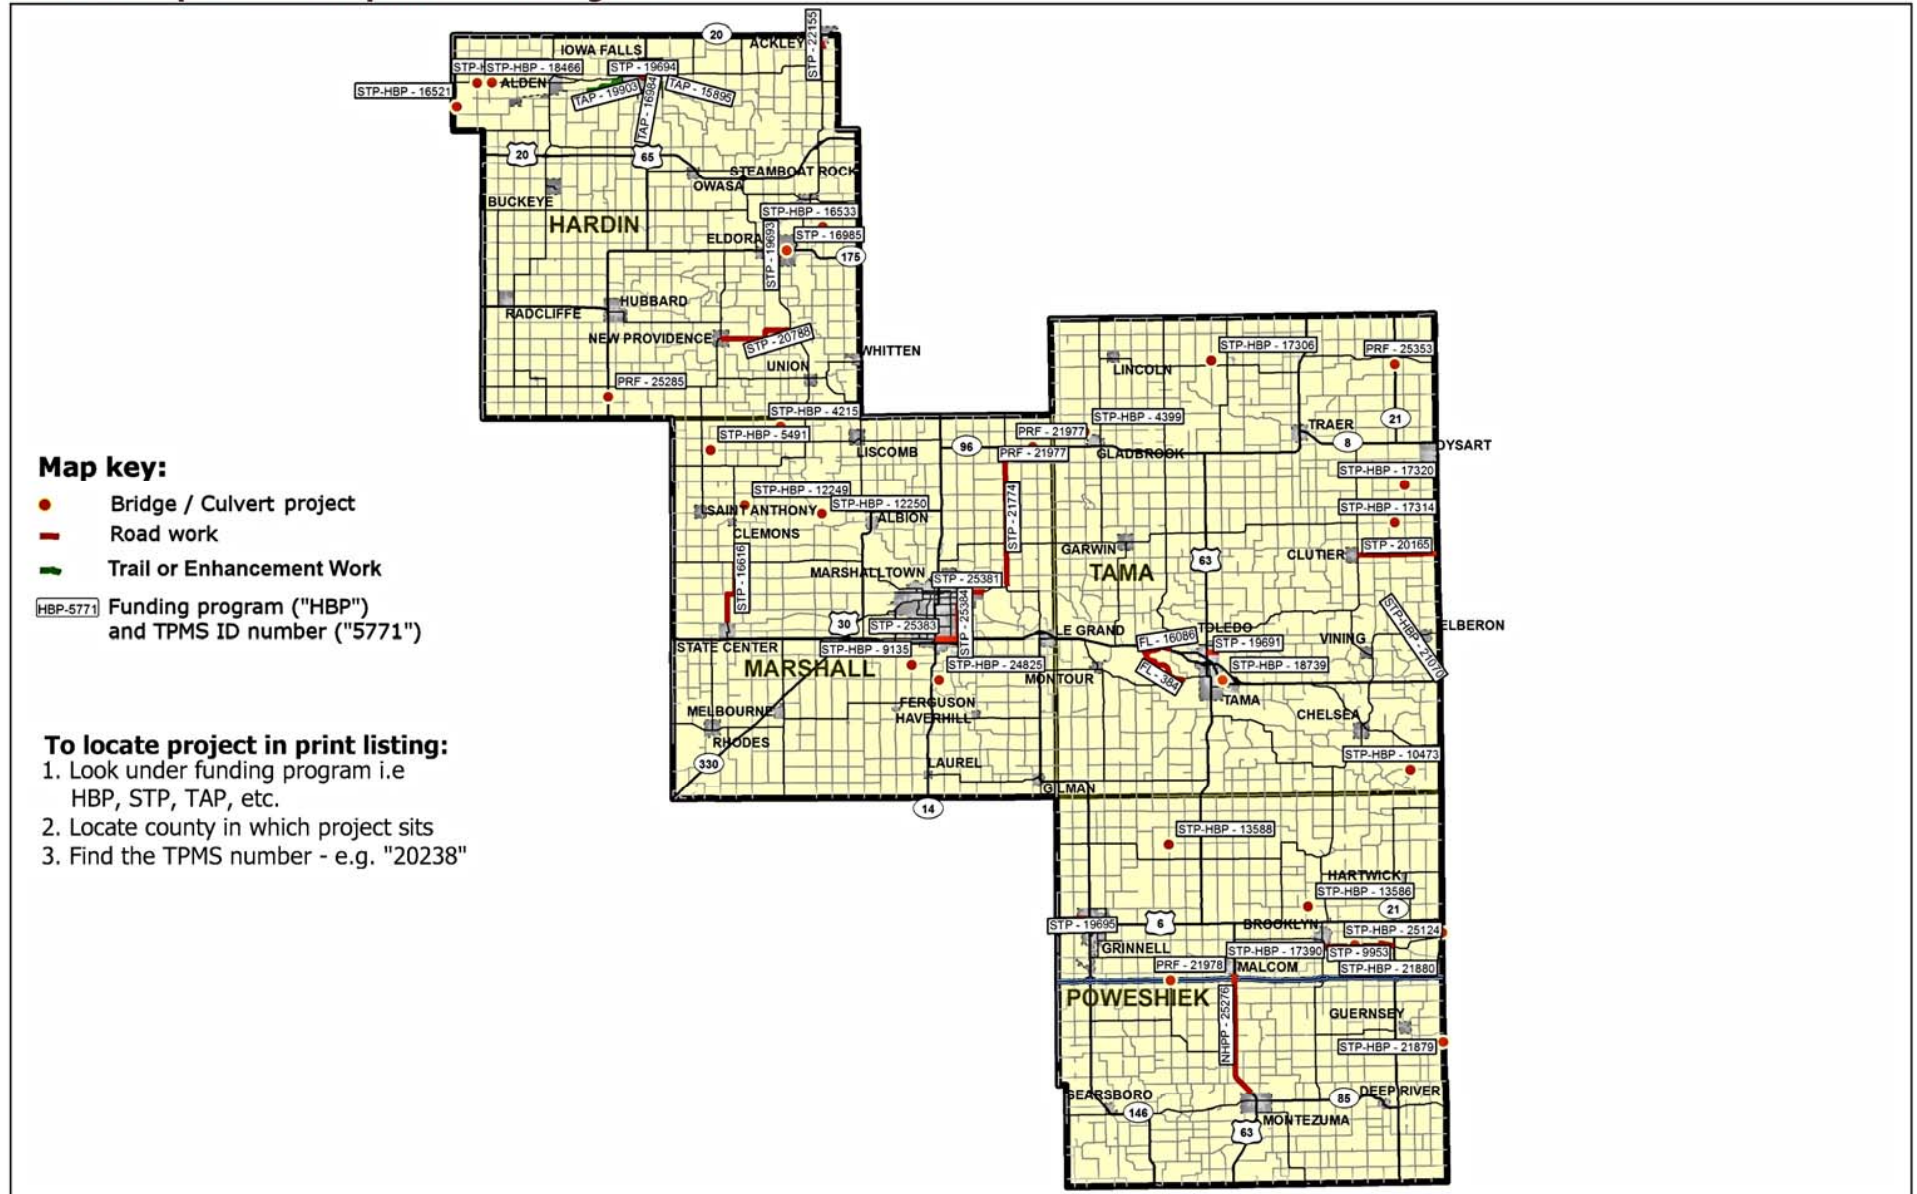 20
ACKLEY
STP - 22155
IOWA FALLS
STP-HBP - 18466
STP - 19694
STP-HBP - 16521
ALDEN
TAP - 19903
TAP - 16984
TAP - 15895
20
65
STEAMBOAT ROCK
OWASA
BUCKEYE
HARDIN
STP-HBP - 16533
ELDORA
STP - 19693
STP - 16985
175
HUBBARD
RADCLIFFE
NEW PROVIDENCE
STP - 20788
WHITTEN
UNION
PRF - 25285
STP-HBP - 17306
PRF - 25353
LINCOLN
STP-HBP - 4215
STP-HBP - 4399
21
STP-HBP - 5491
PRF - 21977
TRAER
8
DYSART
LISCOMB
96
PRF - 21977
GLADBROOK
STP-HBP - 17320
Map key:
Bridge / Culvert project
Road work
Trail or Enhancement Work
HBP-5771
Funding program ("HBP")
and TPMS ID number ("5771")
STP-HBP - 12249
STP-HBP - 12250
SAINT ANTHONY
ALBION
CLEMONS
STP - 21774
STP-HBP - 17314
GARWIN
63
CLUTIER
STP - 20165
STP - 16616
MARSHALLTOWN
STP - 25381
TAMA
STP - 25384
30
STP - 25383
LE GRAND
FL - 16086
TOLEDO
STP - 19691
VINING
STP-HBP - 21070
ELBERON
STATE CENTER
STP-HBP - 9135
MARSHALL
STP-HBP - 24825
MONTOUR
FL - 384
STP-HBP - 18739
TAMA
MELBOURNE
FERGUSON
HAVERHILL
CHELSEA
RHODES
330
LAUREL
STP-HBP - 10473
GILMAN
14
To locate project in print listing:
1. Look under funding program i.e
HBP, STP, TAP, etc.
2. Locate county in which project sits
3. Find the TPMS number - e.g. "20238"
STP-HBP - 13588
HARTWICK
STP-HBP - 13586
21
STP - 19695
6
BROOKLYN
STP-HBP - 25124
GRINNELL
STP-HBP - 17390
STP - 9953
PRF - 21978
MALCOM
STP-HBP - 21880
POWESHIEK
NHPP - 25276
GUERNSEY
STP-HBP - 21879
SEARSBORO
146
85
DEEP RIVER
MONTEZUMA
63